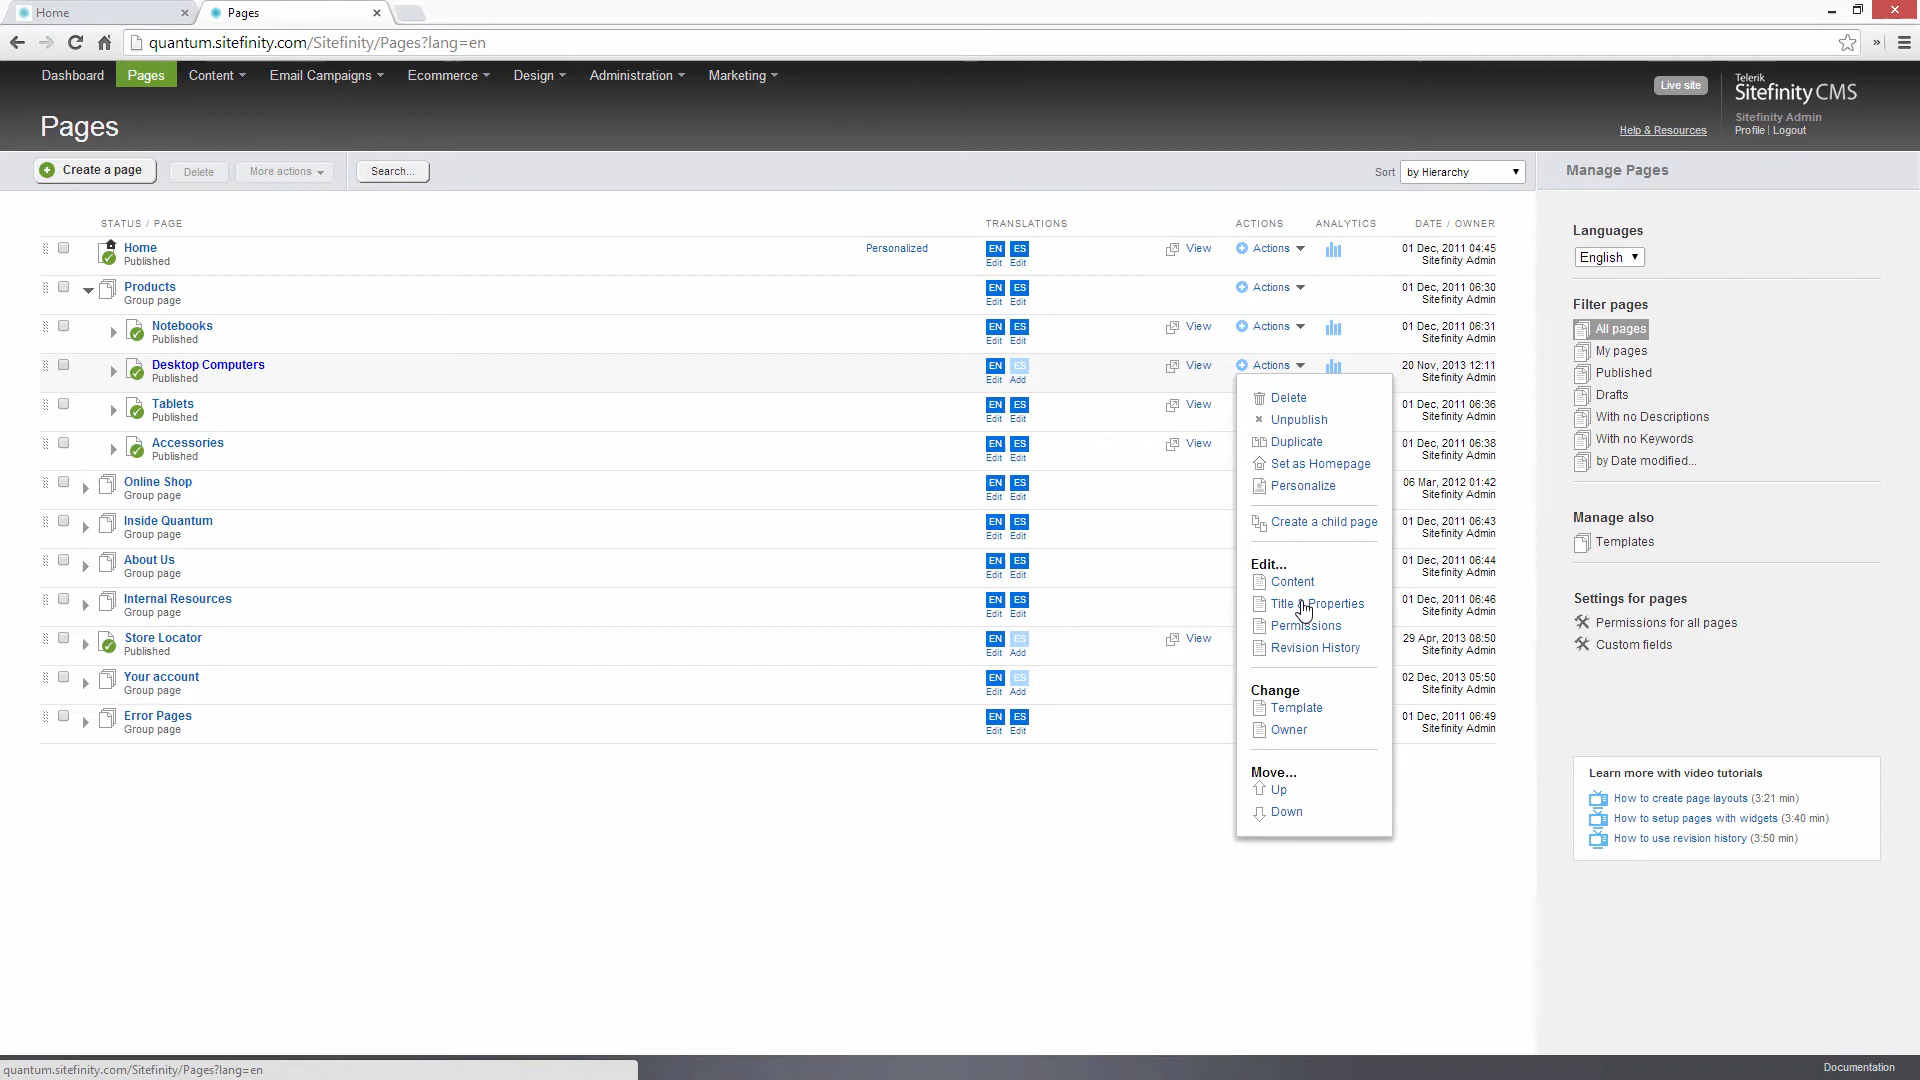 Home
Pages
quantum.sitefinity.com/Sitefinity/Pages?lang=en
Dashboard Pages Content Email Campaigns Ecommerce Design Administration Marketing
Live site
Telerik
Sitefinity CMS
Sitefinity Admin
Help & Resources
Profile | Logout
Pages
Create a page Delete More actions Search... Sort by Hierarchy
STATUS / PAGE TRANSLATIONS ACTIONS ANALYTICS DATE / OWNER
Home Personalized EN ES View Actions 01 Dec, 2011 04:45
Published Edit Edit Sitefinity Admin
Products EN ES Actions 01 Dec, 2011 06:30
Group page Edit Edit Sitefinity Admin
Notebooks EN ES View Actions 01 Dec, 2011 06:31
Published Edit Edit Sitefinity Admin
Desktop Computers EN ES View Actions 20 Nov, 2013 12:11
Published Edit Add Sitefinity Admin
Tablets EN ES View 01 Dec, 2011 06:36
Published Edit Edit Sitefinity Admin
Accessories EN ES View 01 Dec, 2011 06:38
Published Edit Edit Sitefinity Admin
Online Shop EN ES 06 Mar, 2012 01:42
Group page Edit Edit Sitefinity Admin
Inside Quantum EN ES 01 Dec, 2011 06:43
Group page Edit Edit Sitefinity Admin
About Us EN ES 01 Dec, 2011 06:44
Group page Edit Edit Sitefinity Admin
Internal Resources EN ES 01 Dec, 2011 06:46
Group page Edit Edit Sitefinity Admin
Store Locator EN ES View 29 Apr, 2013 08:50
Published Edit Add Sitefinity Admin
Your account EN ES 02 Dec, 2013 05:50
Group page Edit Add Sitefinity Admin
Error Pages EN ES 01 Dec, 2011 06:49
Group page Edit Edit Sitefinity Admin
Delete
Unpublish
Duplicate
Set as Homepage
Personalize
Create a child page
Edit...
Content
Title & Properties
Permissions
Revision History
Change
Template
Owner
Move...
Up
Down
Manage Pages
Languages
English
Filter pages
All pages
My pages
Published
Drafts
With no Descriptions
With no Keywords
by Date modified...
Manage also
Templates
Settings for pages
Permissions for all pages
Custom fields
Learn more with video tutorials
How to create page layouts (3:21 min)
How to setup pages with widgets (3:40 min)
How to use revision history (3:50 min)
quantum.sitefinity.com/Sitefinity/Pages?lang=en
Documentation